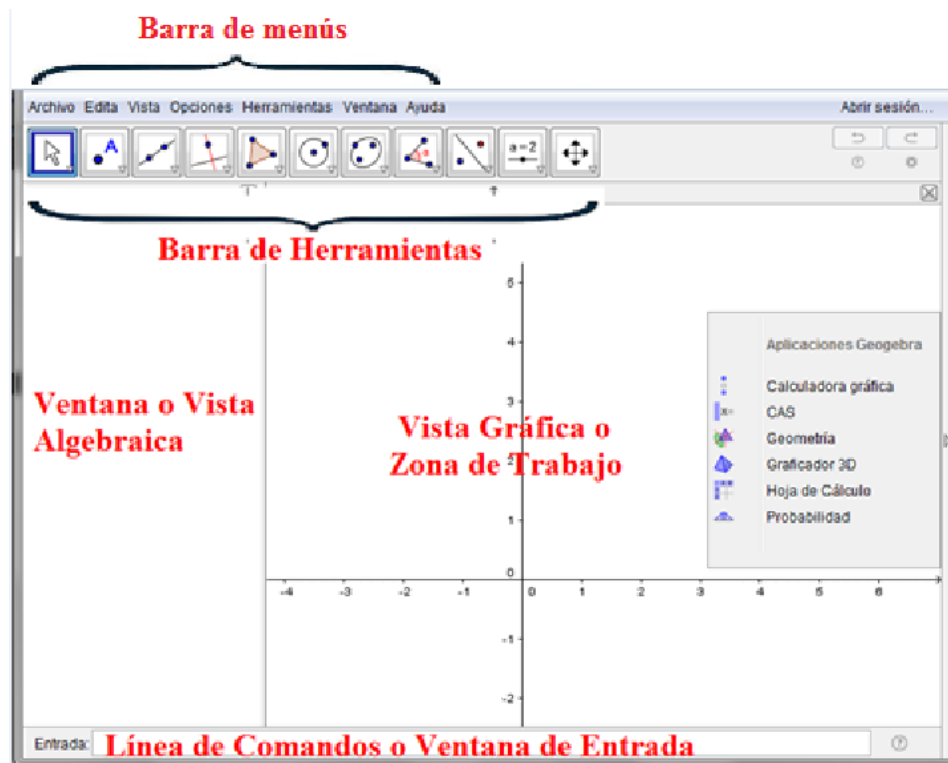 Barra de menús
Archivo Edita Vista Opciones Herramientas Ventana Ayuda
Abrir sesión...
A
a=2
Barra de Herramientas
Ventana o Vista
Algebraica
Vista Gráfica o
Zona de Trabajo
Aplicaciones Geogebra
Calculadora gráfica
CAS
Geometría
Graficador 3D
Hoja de Cálculo
Probabilidad
5
4
3
2
1
0
-4 -3 -2 -1 0 1 2 3 4 5 6
-1
-2
Entrada:
Línea de Comandos o Ventana de Entrada